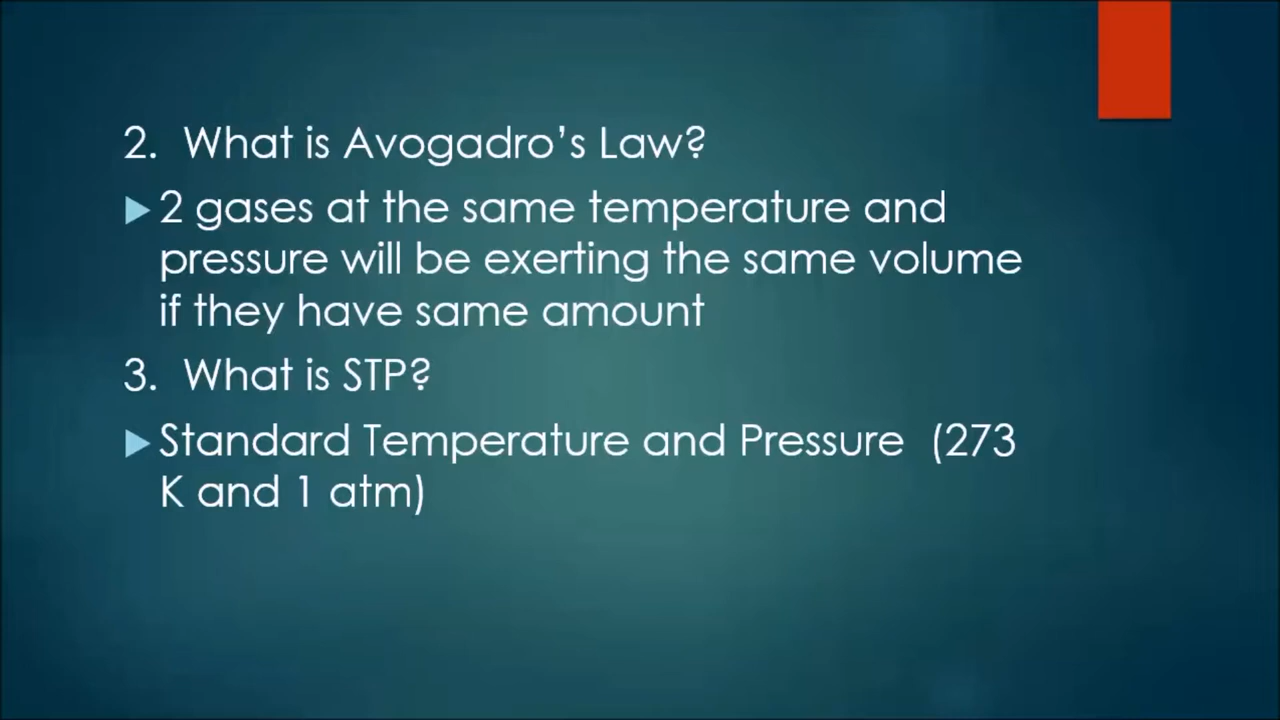 2. What is Avogadro's Law?
2 gases at the same temperature and
pressure will be exerting the same volume
if they have same amount
3. What is STP?
Standard Temperature and Pressure (273
K and 1 atm)